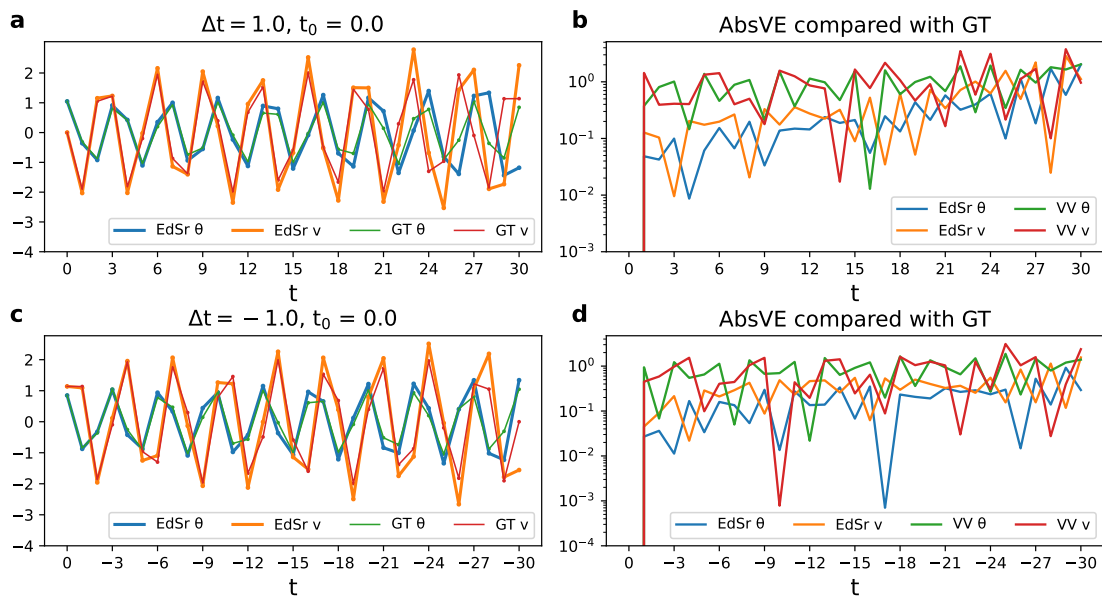 a
Δt = 1.0, t₀ = 0.0
2
1
0
−1
−2
−3
−4
EdSr θ EdSr v GT θ GT v
0 3 6 9 12 15 18 21 24 27 30
t
b
AbsVE compared with GT
10⁰
10⁻¹
10⁻²
10⁻³
EdSr θ VV θ
EdSr v VV v
0 3 6 9 12 15 18 21 24 27 30
t
c
Δt = −1.0, t₀ = 0.0
2
1
0
−1
−2
−3
−4
EdSr θ EdSr v GT θ GT v
0 −3 −6 −9 −12 −15 −18 −21 −24 −27 −30
t
d
AbsVE compared with GT
10⁰
10⁻¹
10⁻²
10⁻³
10⁻⁴
EdSr θ EdSr v VV θ VV v
0 −3 −6 −9 −12 −15 −18 −21 −24 −27 −30
t